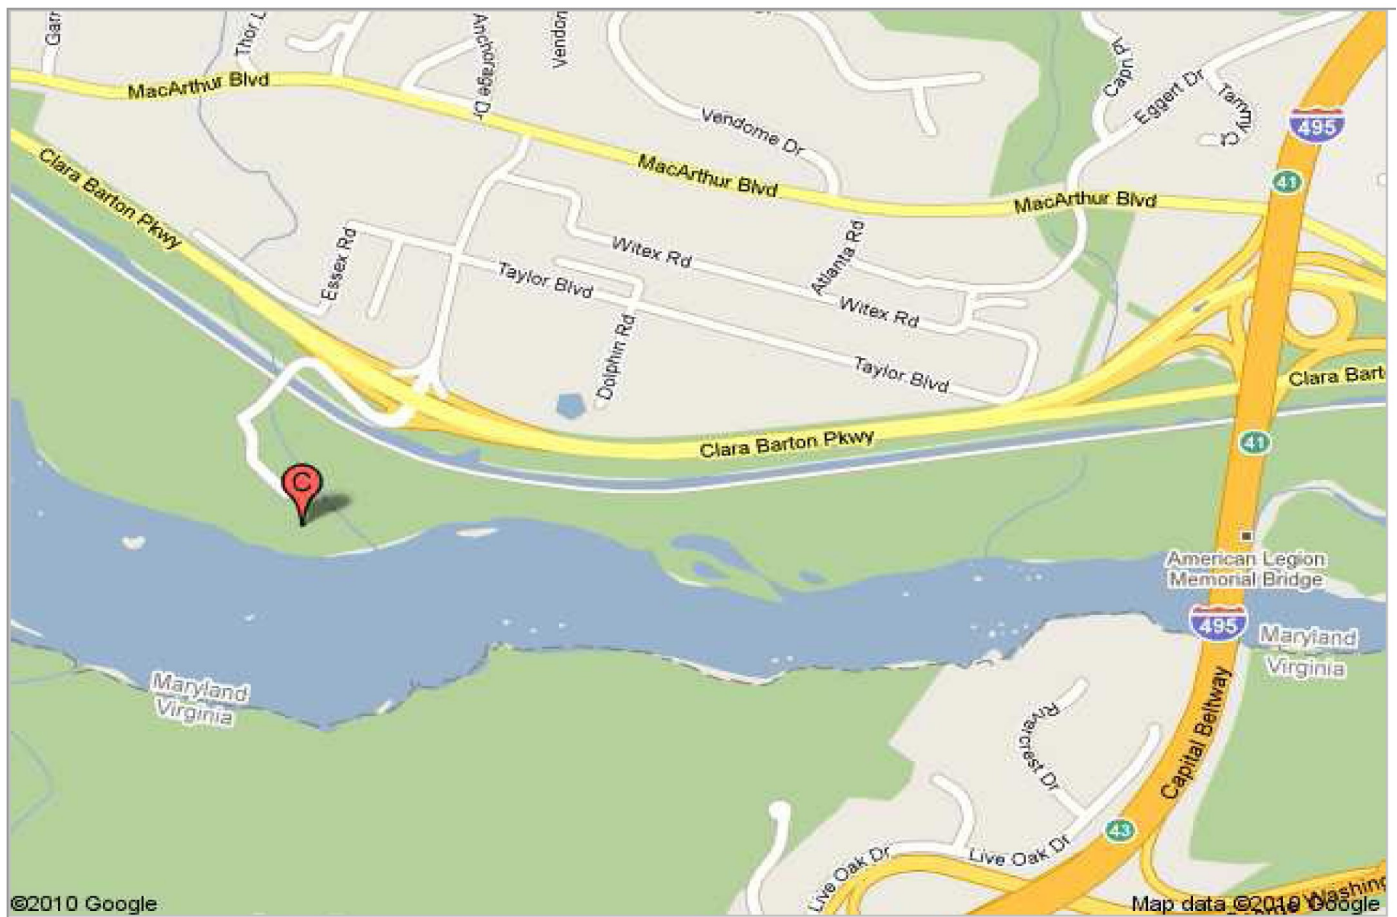 Thor L
Anchorage Dr
Vendon
Capri Pl
Eggert Dr
Tammy Ct
MacArthur Blvd
Vendome Dr
495
Clara Barton Pkwy
MacArthur Blvd
41
MacArthur Blvd
Essex Rd
Witex Rd
Atlanta Rd
Taylor Blvd
Witex Rd
Dolphin Rd
Taylor Blvd
Clara Bart
Clara Barton Pkwy
41
C
American Legion
Memorial Bridge
495
Maryland
Virginia
Maryland
Virginia
Rivercrest Dr
Capital Beltway
43
Live Oak Dr
Live Oak Dr
©2010 Google
Map data ©2010 Google